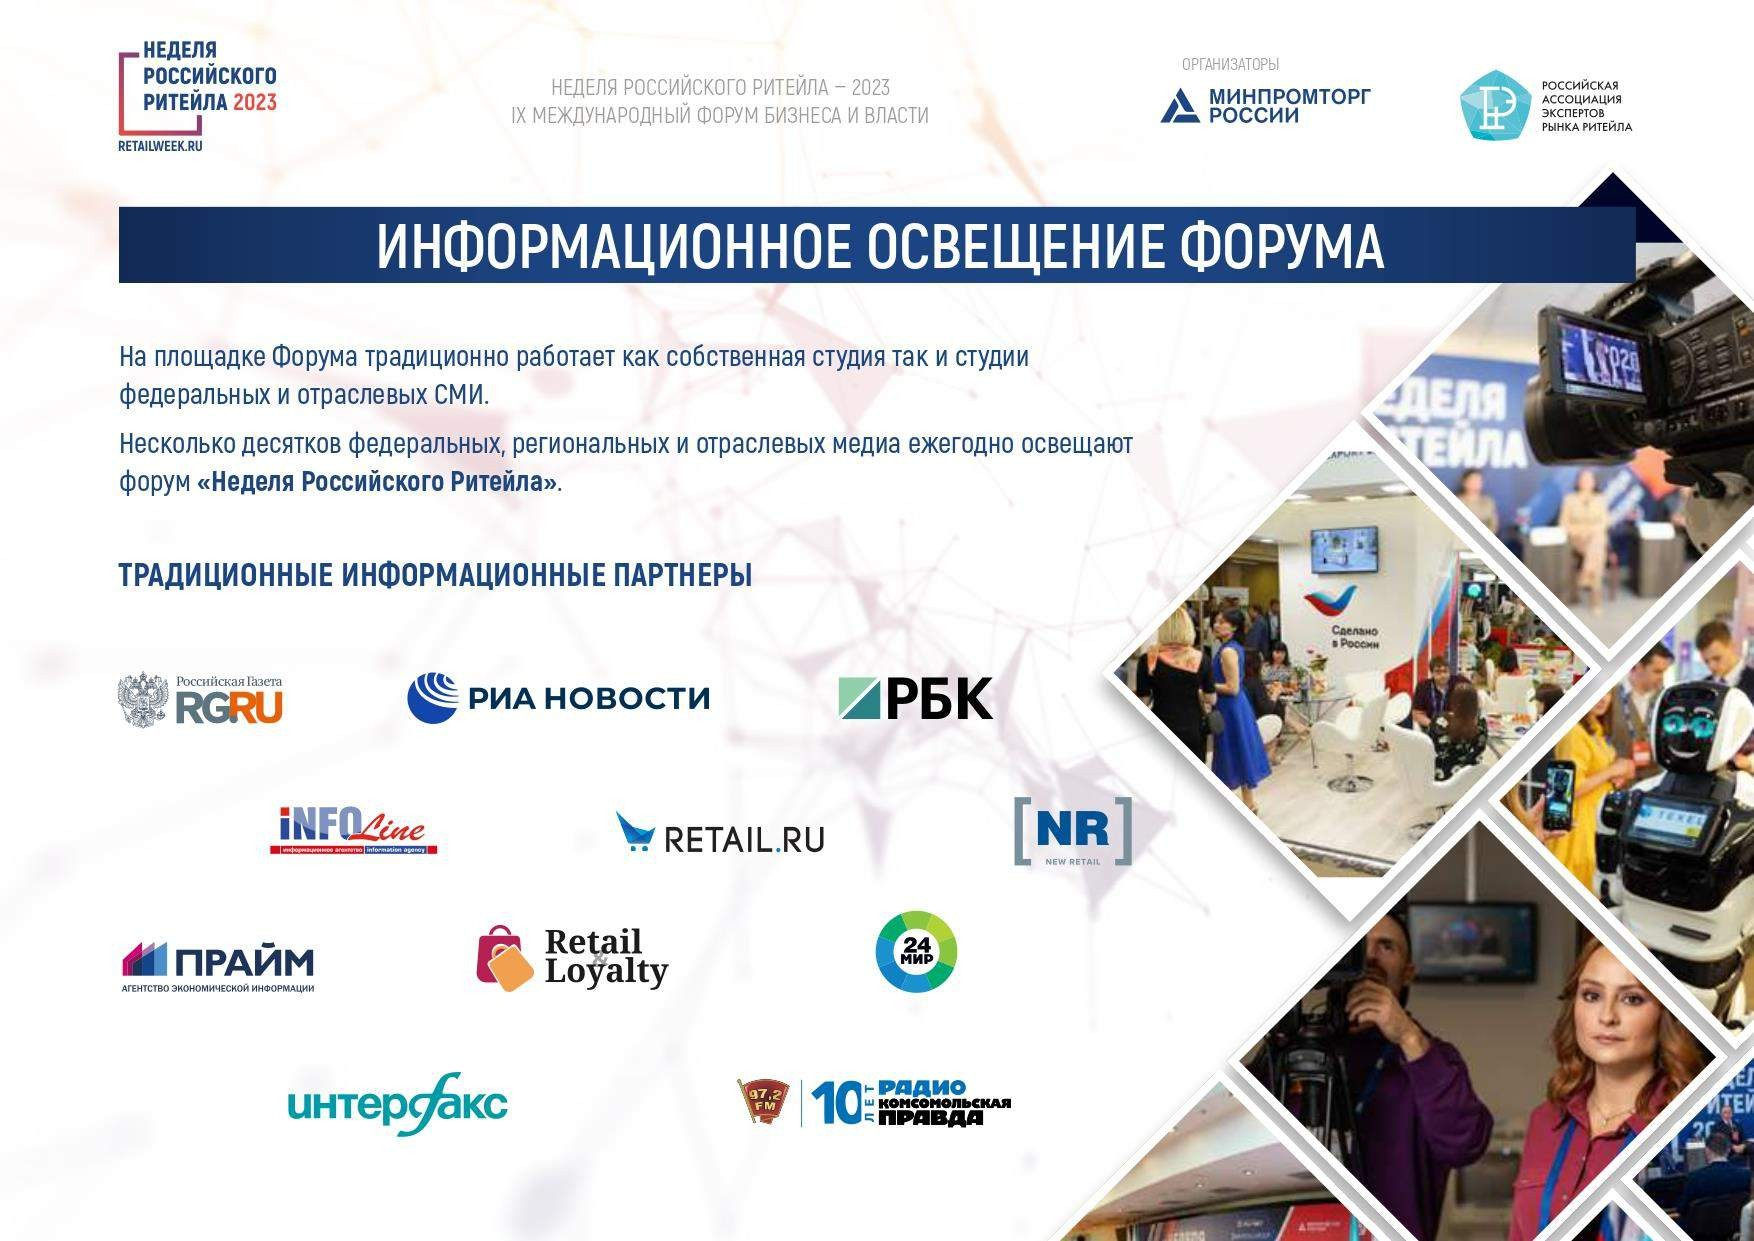 НЕДЕЛЯ
РОССИЙСКОГО
РИТЕЙЛА 2023
RETAILWEEK.RU
НЕДЕЛЯ РОССИЙСКОГО РИТЕЙЛА – 2023
IX МЕЖДУНАРОДНЫЙ ФОРУМ БИЗНЕСА И ВЛАСТИ
ОРГАНИЗАТОРЫ
МИНПРОМТОРГ
РОССИИ
РОССИЙСКАЯ
АССОЦИАЦИЯ
ЭКСПЕРТОВ
РЫНКА РИТЕЙЛА
ИНФОРМАЦИОННОЕ ОСВЕЩЕНИЕ ФОРУМА
На площадке Форума традиционно работает как собственная студия так и студии
федеральных и отраслевых СМИ.
Несколько десятков федеральных, региональных и отраслевых медиа ежегодно освещают
форум «Неделя Российского Ритейла».
ТРАДИЦИОННЫЕ ИНФОРМАЦИОННЫЕ ПАРТНЕРЫ
Российская Газета
RGRU
РИА НОВОСТИ
РБК
iNFOLine
информационное агентство information agency
RETAIL.RU
NR
NEW RETAIL
ПРАЙМ
АГЕНТСТВО ЭКОНОМИЧЕСКОЙ ИНФОРМАЦИИ
Retail
&
Loyalty
24
МИР
интерфакс
97,2
FM
10 ЛЕТ
РАДИО
КОМСОМОЛЬСКАЯ
ПРАВДА
ЕДЕЛЯ
ИТЕЙЛА
Сделано
в России